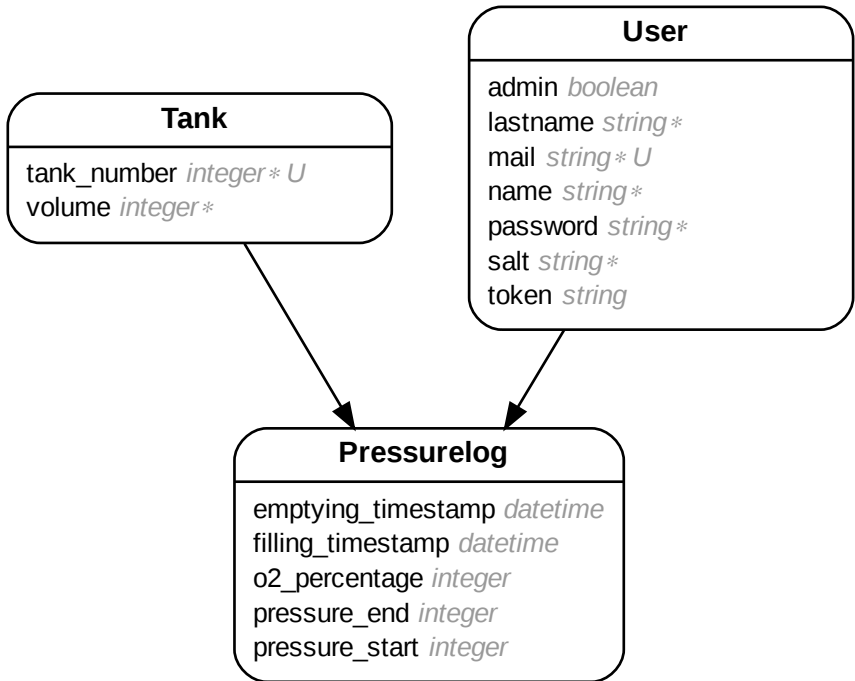 Tank
tank_number integer* U
volume integer*
User
admin boolean
lastname string*
mail string* U
name string*
password string*
salt string*
token string
Pressurelog
emptying_timestamp datetime
filling_timestamp datetime
o2_percentage integer
pressure_end integer
pressure_start integer